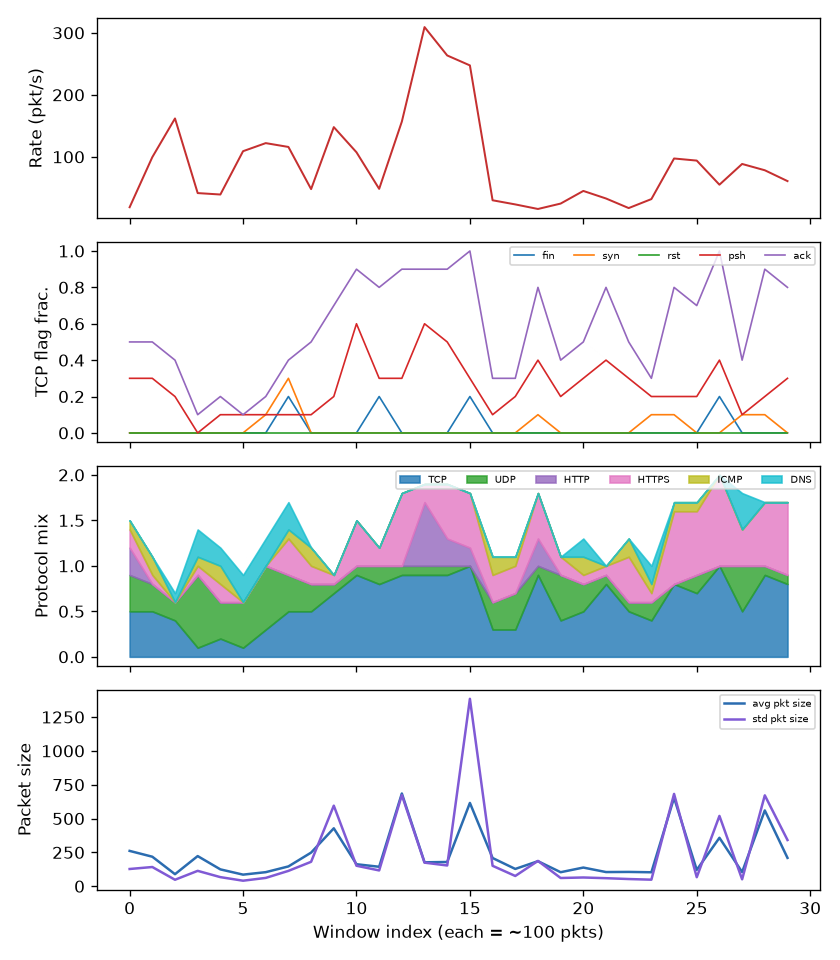 300
200
100
Rate (pkt/s)
1.0
0.8
0.6
0.4
0.2
0.0
TCP flag frac.
fin syn rst psh ack
2.0
1.5
1.0
0.5
0.0
Protocol mix
TCP UDP HTTP HTTPS ICMP DNS
1250
1000
750
500
250
0
Packet size
avg pkt size
std pkt size
0 5 10 15 20 25 30
Window index (each = ~100 pkts)